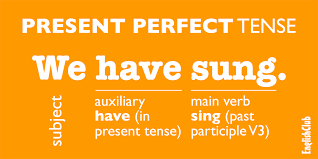 PRESENT PERFECT TENSE
We have sung.
subject
auxiliary
have (in
present tense)
main verb
sing (past
participle V3)
EnglishClub